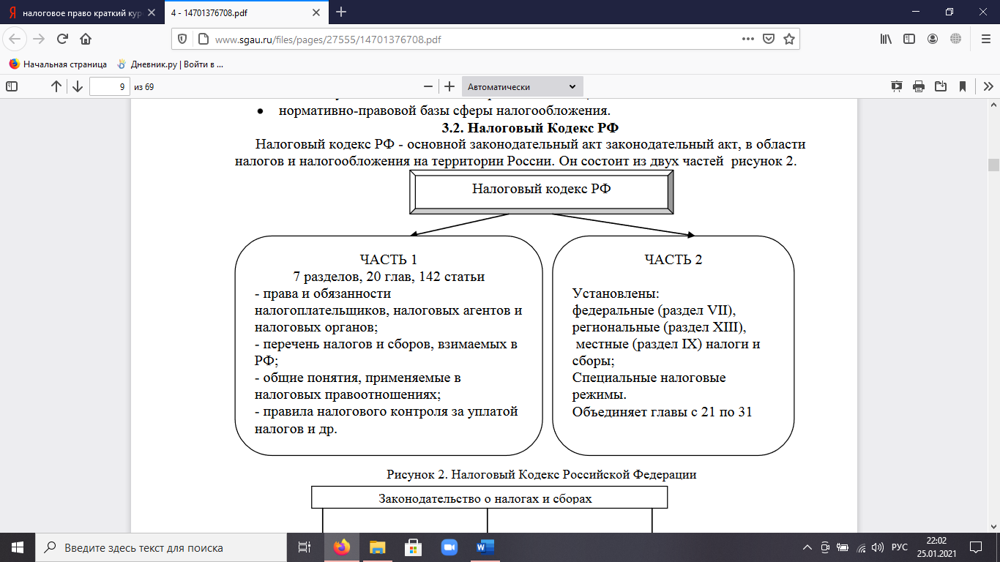 налоговое право краткий кур
4 - 14701376708.pdf
www.sgau.ru/files/pages/27555/14701376708.pdf
Начальная страница
Дневник.ру | Войти в ...
9
из 69
Автоматически
нормативно-правовой базы сферы налогообложения.
3.2. Налоговый Кодекс РФ
Налоговый кодекс РФ - основной законодательный акт законодательный акт, в области
налогов и налогообложения на территории России. Он состоит из двух частей рисунок 2.
Налоговый кодекс РФ
ЧАСТЬ 1
7 разделов, 20 глав, 142 статьи
- права и обязанности
налогоплательщиков, налоговых агентов и
налоговых органов;
- перечень налогов и сборов, взимаемых в
РФ;
- общие понятия, применяемые в
налоговых правоотношениях;
- правила налогового контроля за уплатой
налогов и др.
ЧАСТЬ 2
Установлены:
федеральные (раздел VII),
региональные (раздел XIII),
местные (раздел IX) налоги и
сборы;
Специальные налоговые
режимы.
Объединяет главы с 21 по 31
Рисунок 2. Налоговый Кодекс Российской Федерации
Законодательство о налогах и сборах
Введите здесь текст для поиска
РУС
22:02
25.01.2021